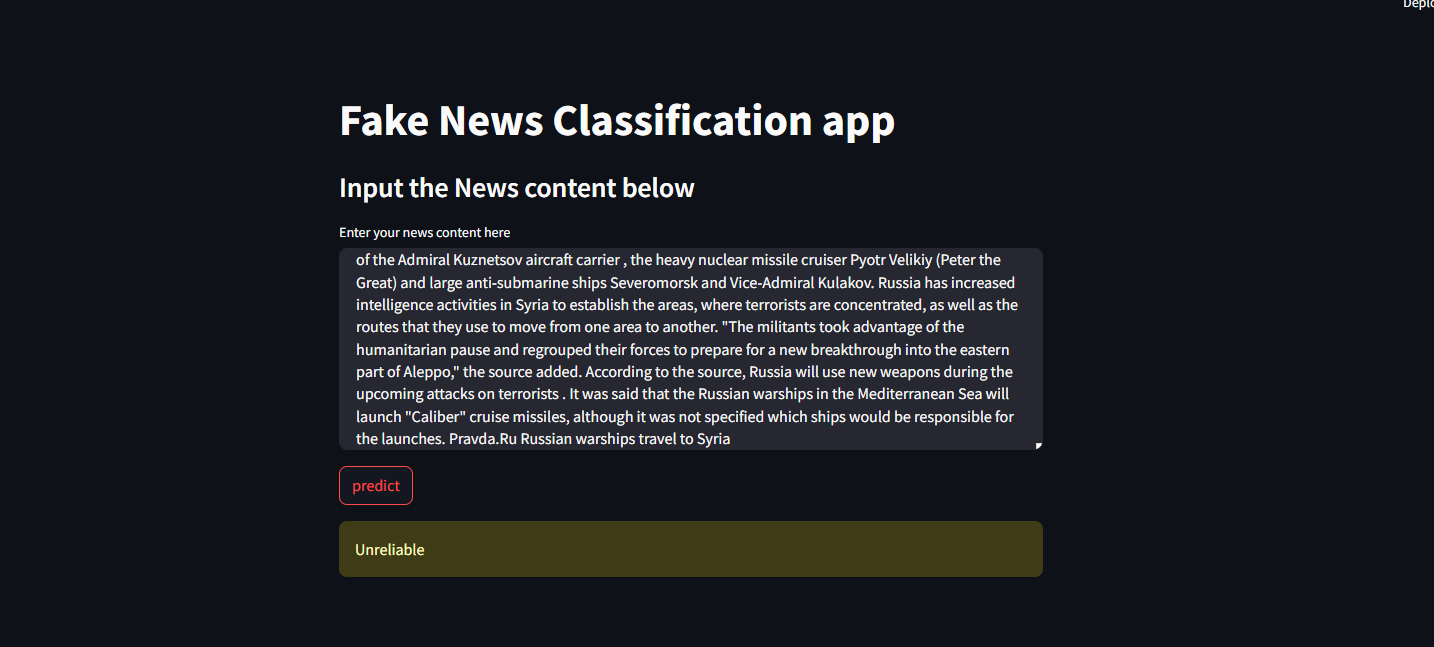 Deplo
Fake News Classification app
Input the News content below
Enter your news content here
of the Admiral Kuznetsov aircraft carrier , the heavy nuclear missile cruiser Pyotr Velikiy (Peter the
Great) and large anti-submarine ships Severomorsk and Vice-Admiral Kulakov. Russia has increased
intelligence activities in Syria to establish the areas, where terrorists are concentrated, as well as the
routes that they use to move from one area to another. "The militants took advantage of the
humanitarian pause and regrouped their forces to prepare for a new breakthrough into the eastern
part of Aleppo," the source added. According to the source, Russia will use new weapons during the
upcoming attacks on terrorists . It was said that the Russian warships in the Mediterranean Sea will
launch "Caliber" cruise missiles, although it was not specified which ships would be responsible for
the launches. Pravda.Ru Russian warships travel to Syria
predict
Unreliable